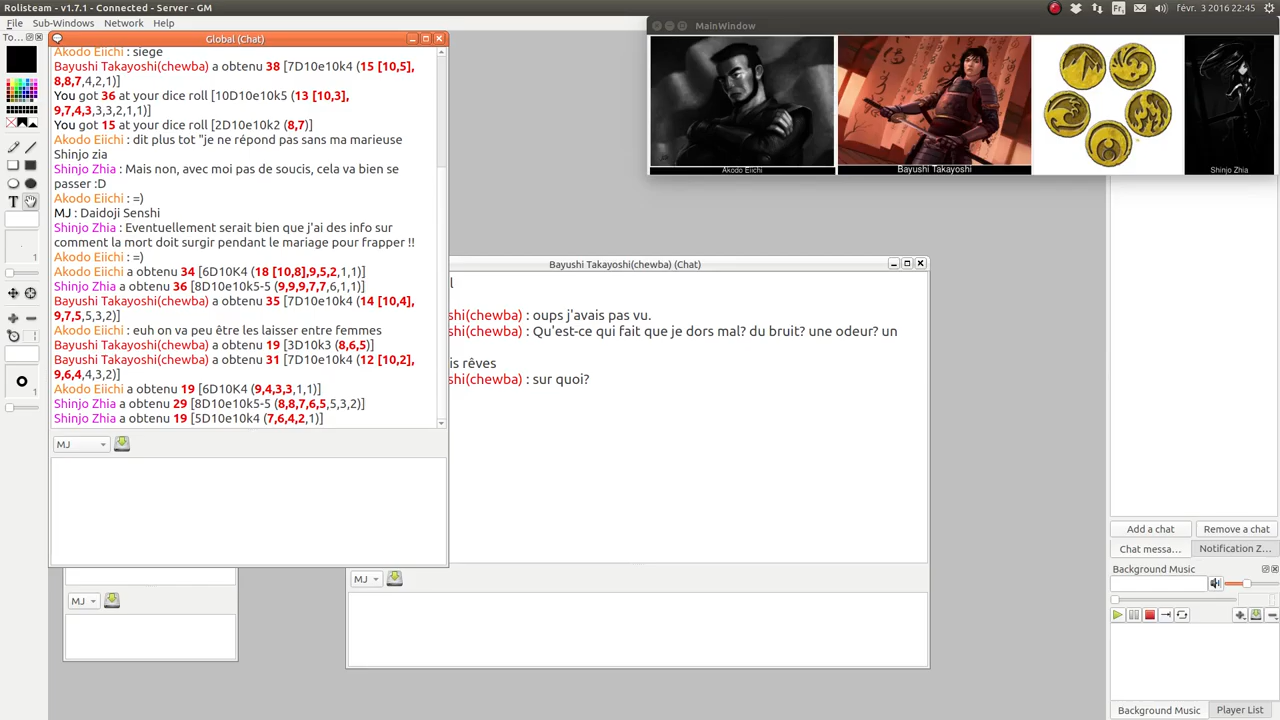 Rolisteam - v1.7.1 - Connected - Server - GM
Fr₁
févr. 3 2016 22:45
File Sub-Windows Network Help
To...
MainWindow
Global (Chat)
Akodo Eiichi : siege
Bayushi Takayoshi(chewba) a obtenu 38 [7D10e10k4 (15 [10,5],
8,8,7,4,2,1)]
You got 36 at your dice roll [10D10e10k5 (13 [10,3],
9,7,4,3,3,3,2,1,1)]
You got 15 at your dice roll [2D10e10k2 (8,7)]
Akodo Eiichi : dit plus tot "je ne répond pas sans ma marieuse
Shinjo zia
Shinjo Zhia : Mais non, avec moi pas de soucis, cela va bien se
passer :D
Akodo Eiichi : =)
MJ : Daidoji Senshi
Shinjo Zhia : Eventuellement serait bien que j'ai des info sur
comment la mort doit surgir pendant le mariage pour frapper !!
Akodo Eiichi : =)
Akodo Eiichi a obtenu 34 [6D10K4 (18 [10,8],9,5,2,1,1)]
Shinjo Zhia a obtenu 36 [8D10e10k5-5 (9,9,9,7,7,6,1,1)]
Bayushi Takayoshi(chewba) a obtenu 35 [7D10e10k4 (14 [10,4],
9,7,5,5,3,2)]
Akodo Eiichi : euh on va peu être les laisser entre femmes
Bayushi Takayoshi(chewba) a obtenu 19 [3D10k3 (8,6,5)]
Bayushi Takayoshi(chewba) a obtenu 31 [7D10e10k4 (12 [10,2],
9,6,4,4,3,2)]
Akodo Eiichi a obtenu 19 [6D10K4 (9,4,3,3,1,1)]
Shinjo Zhia a obtenu 29 [8D10e10k5-5 (8,8,7,6,5,5,3,2)]
Shinjo Zhia a obtenu 19 [5D10e10k4 (7,6,4,2,1)]
MJ
T
1
1
1
MJ
Akodo Eiichi
Bayushi Takayoshi
Shinjo Zhia
Bayushi Takayoshi(chewba) (Chat)
l
shi(chewba) : oups j'avais pas vu.
shi(chewba) : Qu'est-ce qui fait que je dors mal? du bruit? une odeur? un
is rêves
shi(chewba) : sur quoi?
MJ
Add a chat Remove a chat
Chat messa... Notification Z...
Background Music
Background Music Player List